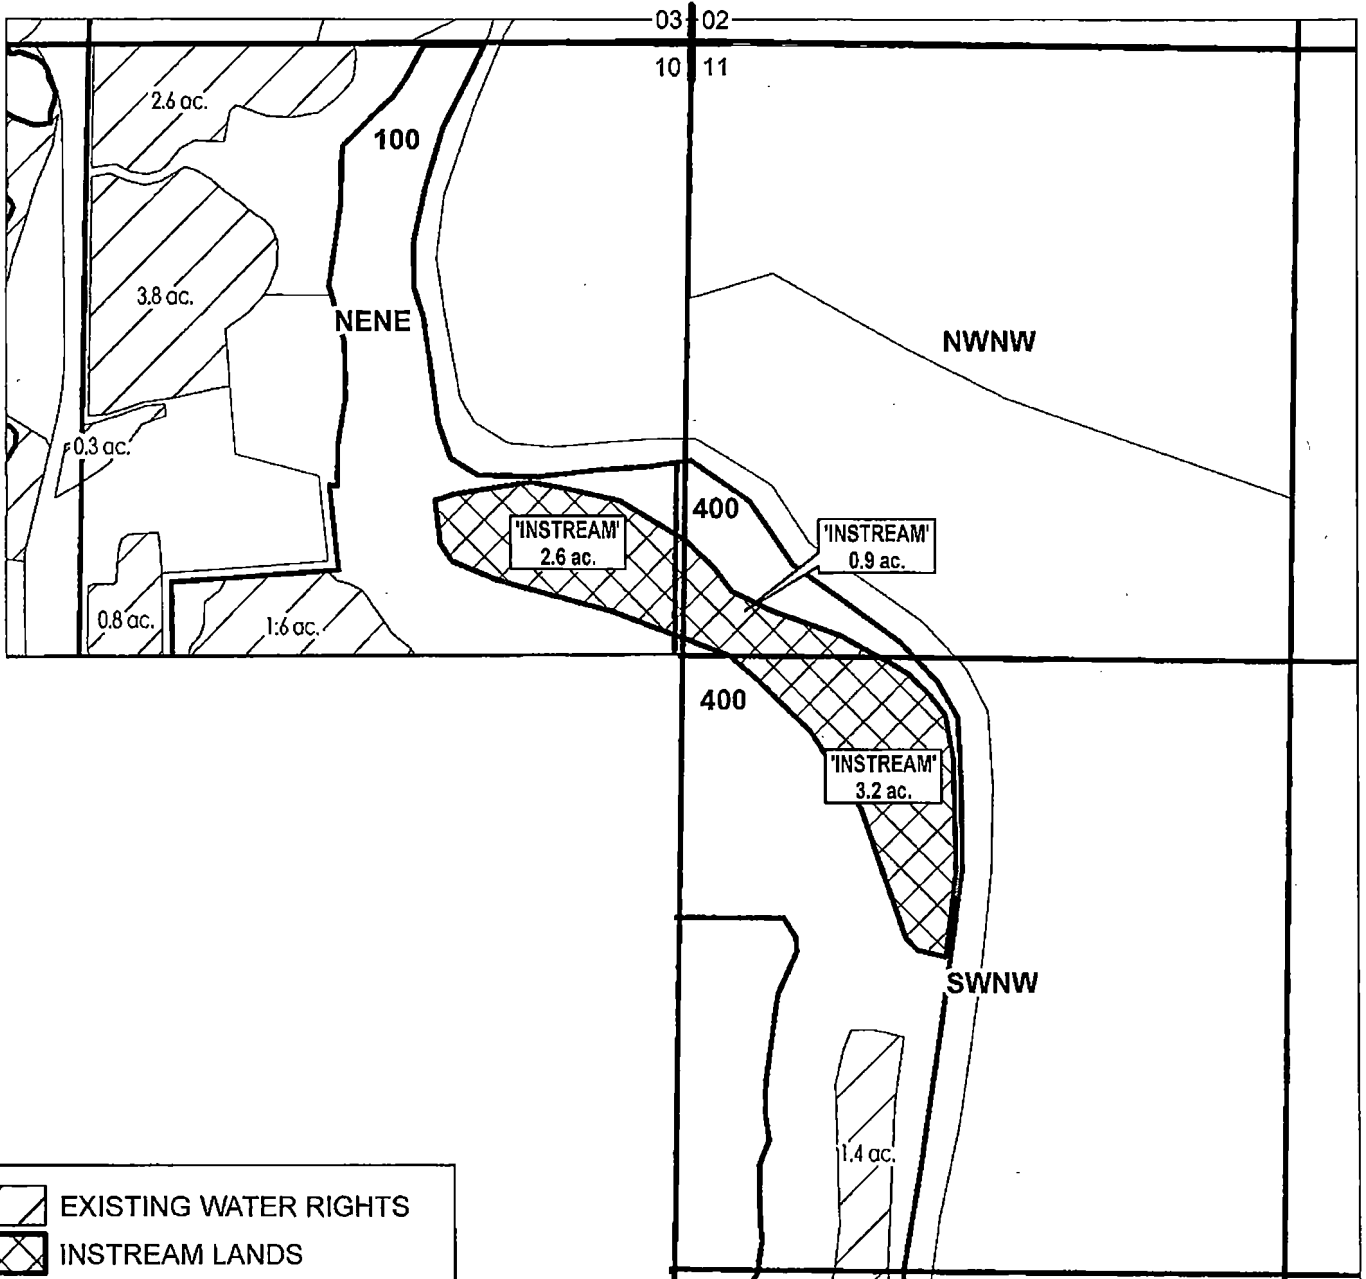 03 02
10 11
2.6 ac.
100
3.8 ac.
NENE
NWNW
0.3 ac.
400
'INSTREAM'
2.6 ac.
'INSTREAM'
0.9 ac.
0.8 ac.
1.6 ac.
400
'INSTREAM'
3.2 ac.
SWNW
1.4 ac.
EXISTING WATER RIGHTS
INSTREAM LANDS